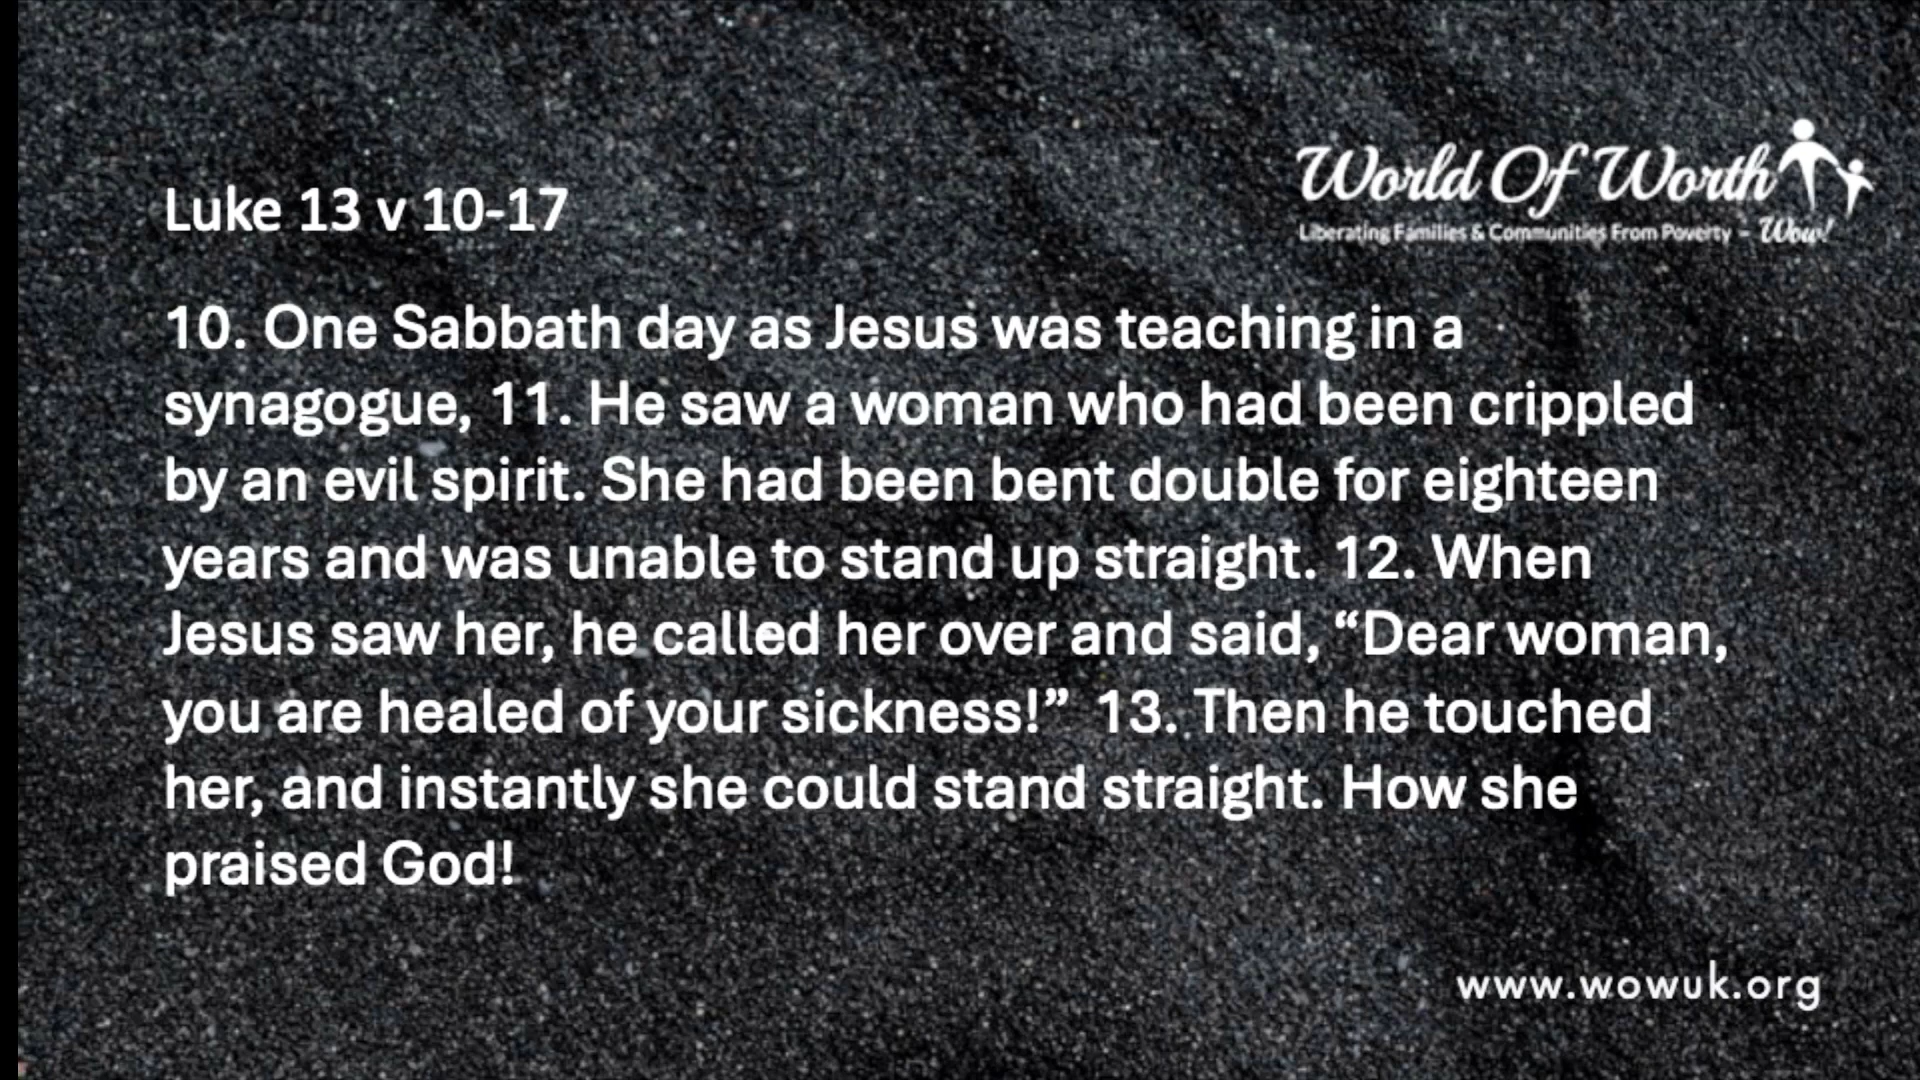 World Of Worth
Liberating Families & Communities From Poverty – Wow!
Luke 13 v 10-17
10. One Sabbath day as Jesus was teaching in a
synagogue, 11. He saw a woman who had been crippled
by an evil spirit. She had been bent double for eighteen
years and was unable to stand up straight. 12. When
Jesus saw her, he called her over and said, “Dear woman,
you are healed of your sickness!” 13. Then he touched
her, and instantly she could stand straight. How she
praised God!
www.wowuk.org